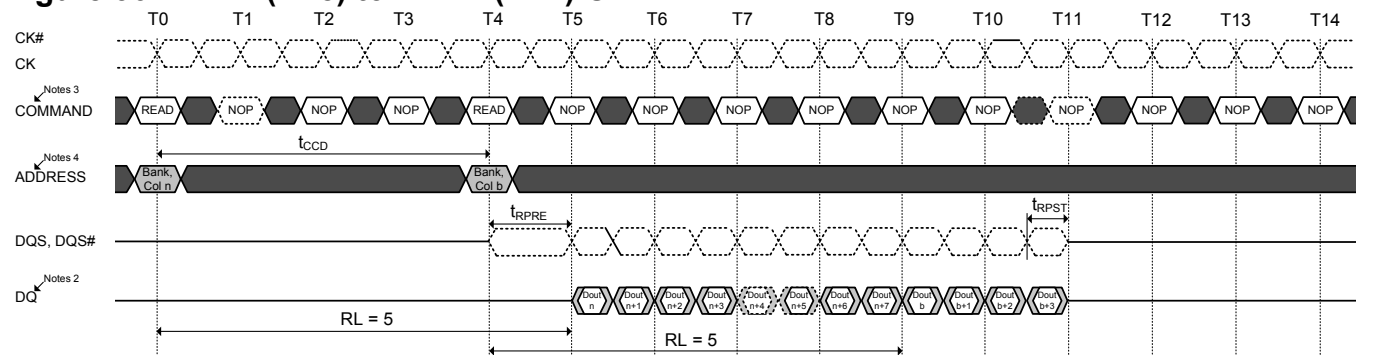 T0 T1 T2 T3 T4 T5 T6 T7 T8 T9 T10 T11 T12 T13 T14
CK#
CK
Notes 3
COMMAND READ NOP NOP NOP READ NOP NOP NOP NOP NOP NOP NOP NOP NOP NOP
tCCD
Notes 4
ADDRESS
Bank, Col n
Bank, Col b
tRPRE
tRPST
DQS, DQS#
Notes 2
DQ
Dout n
Dout n+1
Dout n+2
Dout n+3
Dout n+4
Dout n+5
Dout n+6
Dout n+7
Dout b
Dout b+1
Dout b+2
Dout b+3
RL = 5
RL = 5